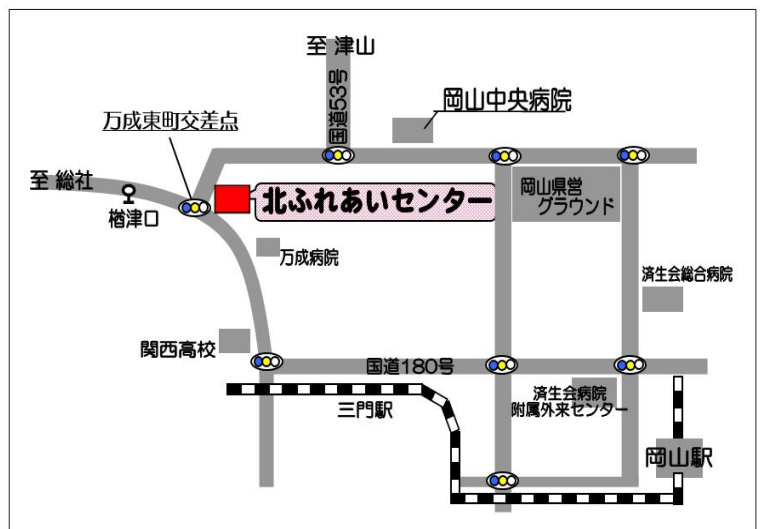 至 津山
国道53号
岡山中央病院
万成東町交差点
至 総社
楢津口
北ふれあいセンター
岡山県営
グラウンド
万成病院
済生会総合病院
関西高校
国道180号
三門駅
済生会病院
附属外来センター
岡山駅